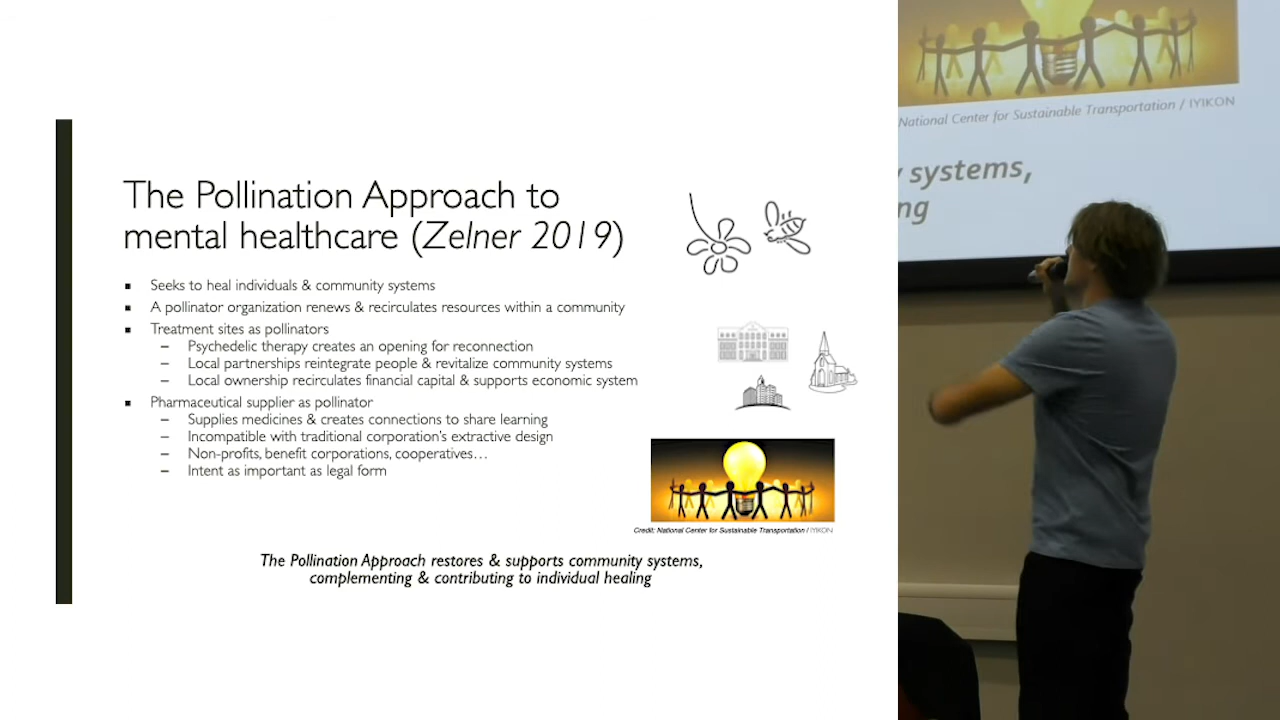 The Pollination Approach to
mental healthcare (Zelner 2019)
▪ Seeks to heal individuals & community systems
▪ A pollinator organization renews & recirculates resources within a community
▪ Treatment sites as pollinators
– Psychedelic therapy creates an opening for reconnection
– Local partnerships reintegrate people & revitalize community systems
– Local ownership recirculates financial capital & supports economic system
▪ Pharmaceutical supplier as pollinator
– Supplies medicines & creates connections to share learning
– Incompatible with traditional corporation's extractive design
– Non-profits, benefit corporations, cooperatives…
– Intent as important as legal form
Credit: National Center for Sustainable Transportation / IYIKON
The Pollination Approach restores & supports community systems,
complementing & contributing to individual healing
National Center for Sustainable Transportation / IYIKON
systems,
ng